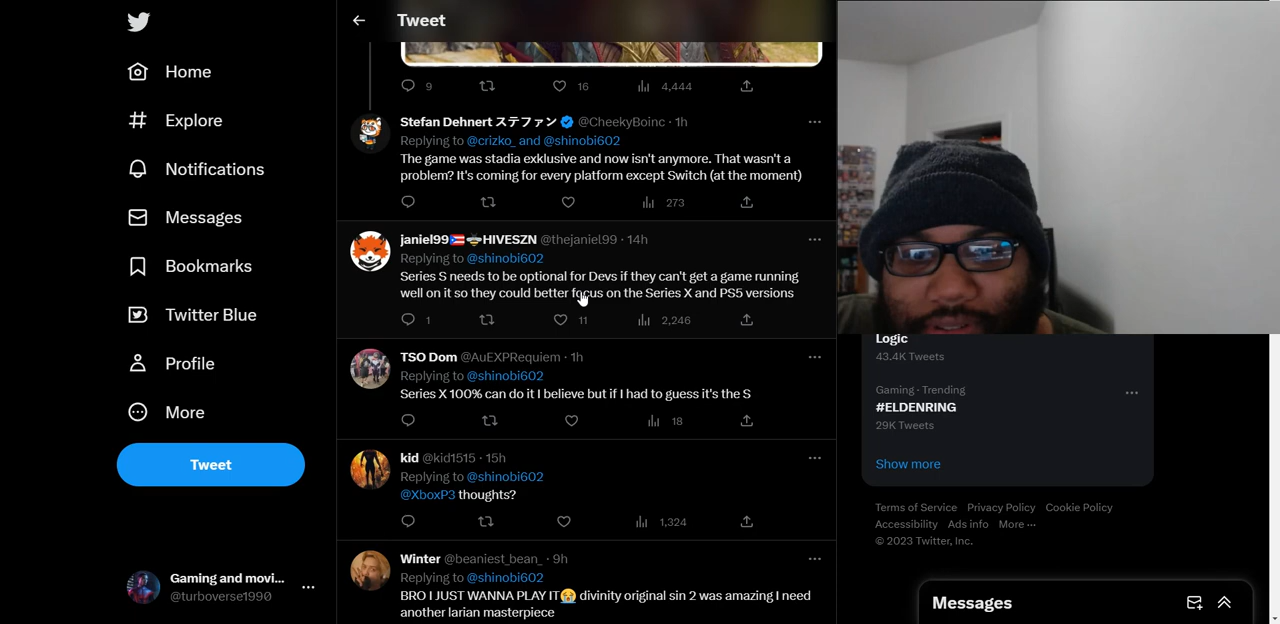 Tweet
Home
Explore
Notifications
Messages
Bookmarks
Twitter Blue
Profile
More
Tweet
Gaming and movi...
@turboverse1990
9 16 4,444
Stefan Dehnert ステファン @CheekyBoinc · 1h
Replying to @crizko_ and @shinobi602
The game was stadia exklusive and now isn't anymore. That wasn't a
problem? It's coming for every platform except Switch (at the moment)
273
janiel99🇵🇷🐝HIVESZN @thejaniel99 · 14h
Replying to @shinobi602
Series S needs to be optional for Devs if they can't get a game running
well on it so they could better focus on the Series X and PS5 versions
1 11 2,246
TSO Dom @AuEXPRequiem · 1h
Replying to @shinobi602
Series X 100% can do it I believe but if I had to guess it's the S
18
kid @kid1515 · 15h
Replying to @shinobi602
@XboxP3 thoughts?
1,324
Winter @beaniest_bean_ · 9h
Replying to @shinobi602
BRO I JUST WANNA PLAY IT😭 divinity original sin 2 was amazing I need
another larian masterpiece
Logic
43.4K Tweets
Gaming · Trending
#ELDENRING
29K Tweets
Show more
Terms of Service Privacy Policy Cookie Policy
Accessibility Ads info More ···
© 2023 Twitter, Inc.
Messages